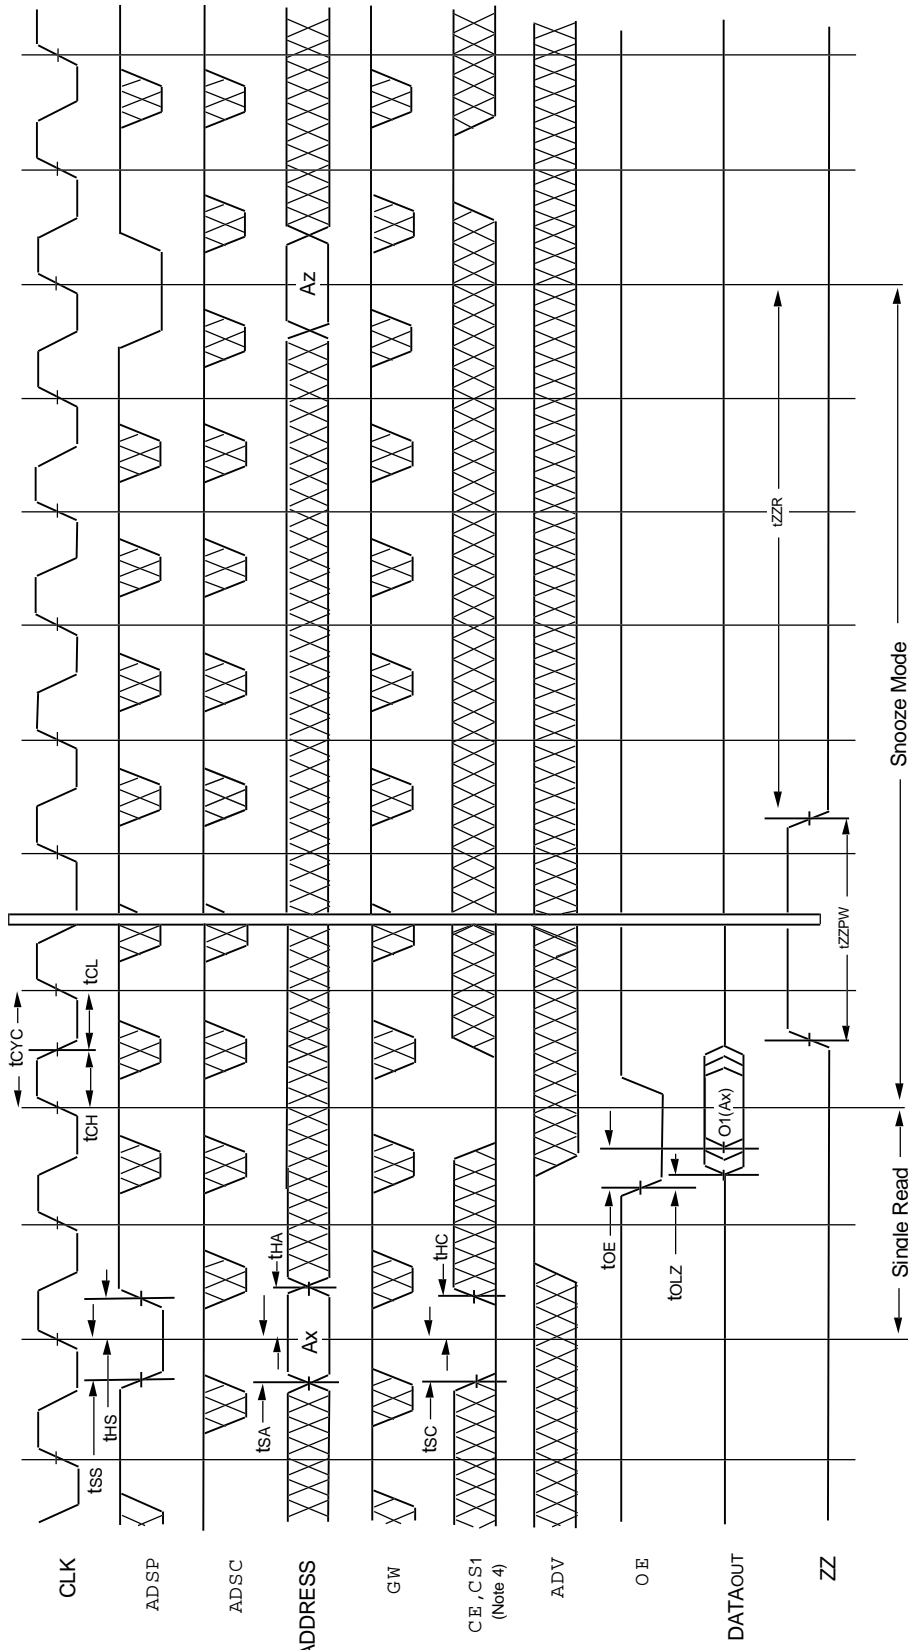 CLK
tCYC
tCH
tCL
tSS
tHS
ADSP
ADSC
ADDRESS
tSA
tHA
Ax
Az
GW
CE,CS1
(Note 4)
tSC
tHC
ADV
OE
tOE
tOLZ
DATAOUT
O1(Ax)
ZZ
tZZPW
tZZR
Single Read
Snooze Mode